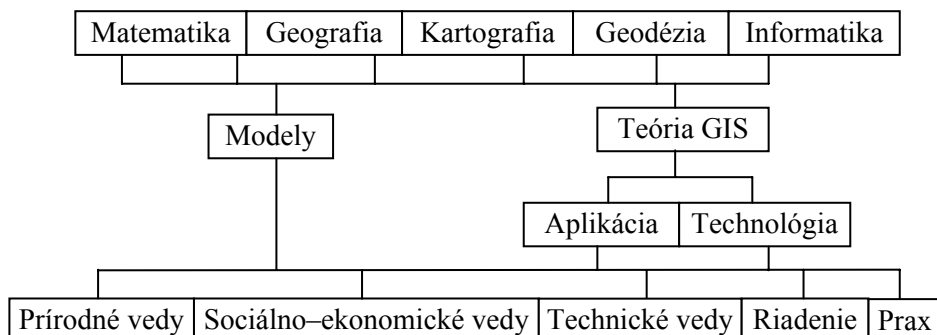 Matematika Geografia Kartografia Geodézia Informatika
Modely Teória GIS
Aplikácia Technológia
Prírodné vedy Sociálno–ekonomické vedy Technické vedy Riadenie Prax